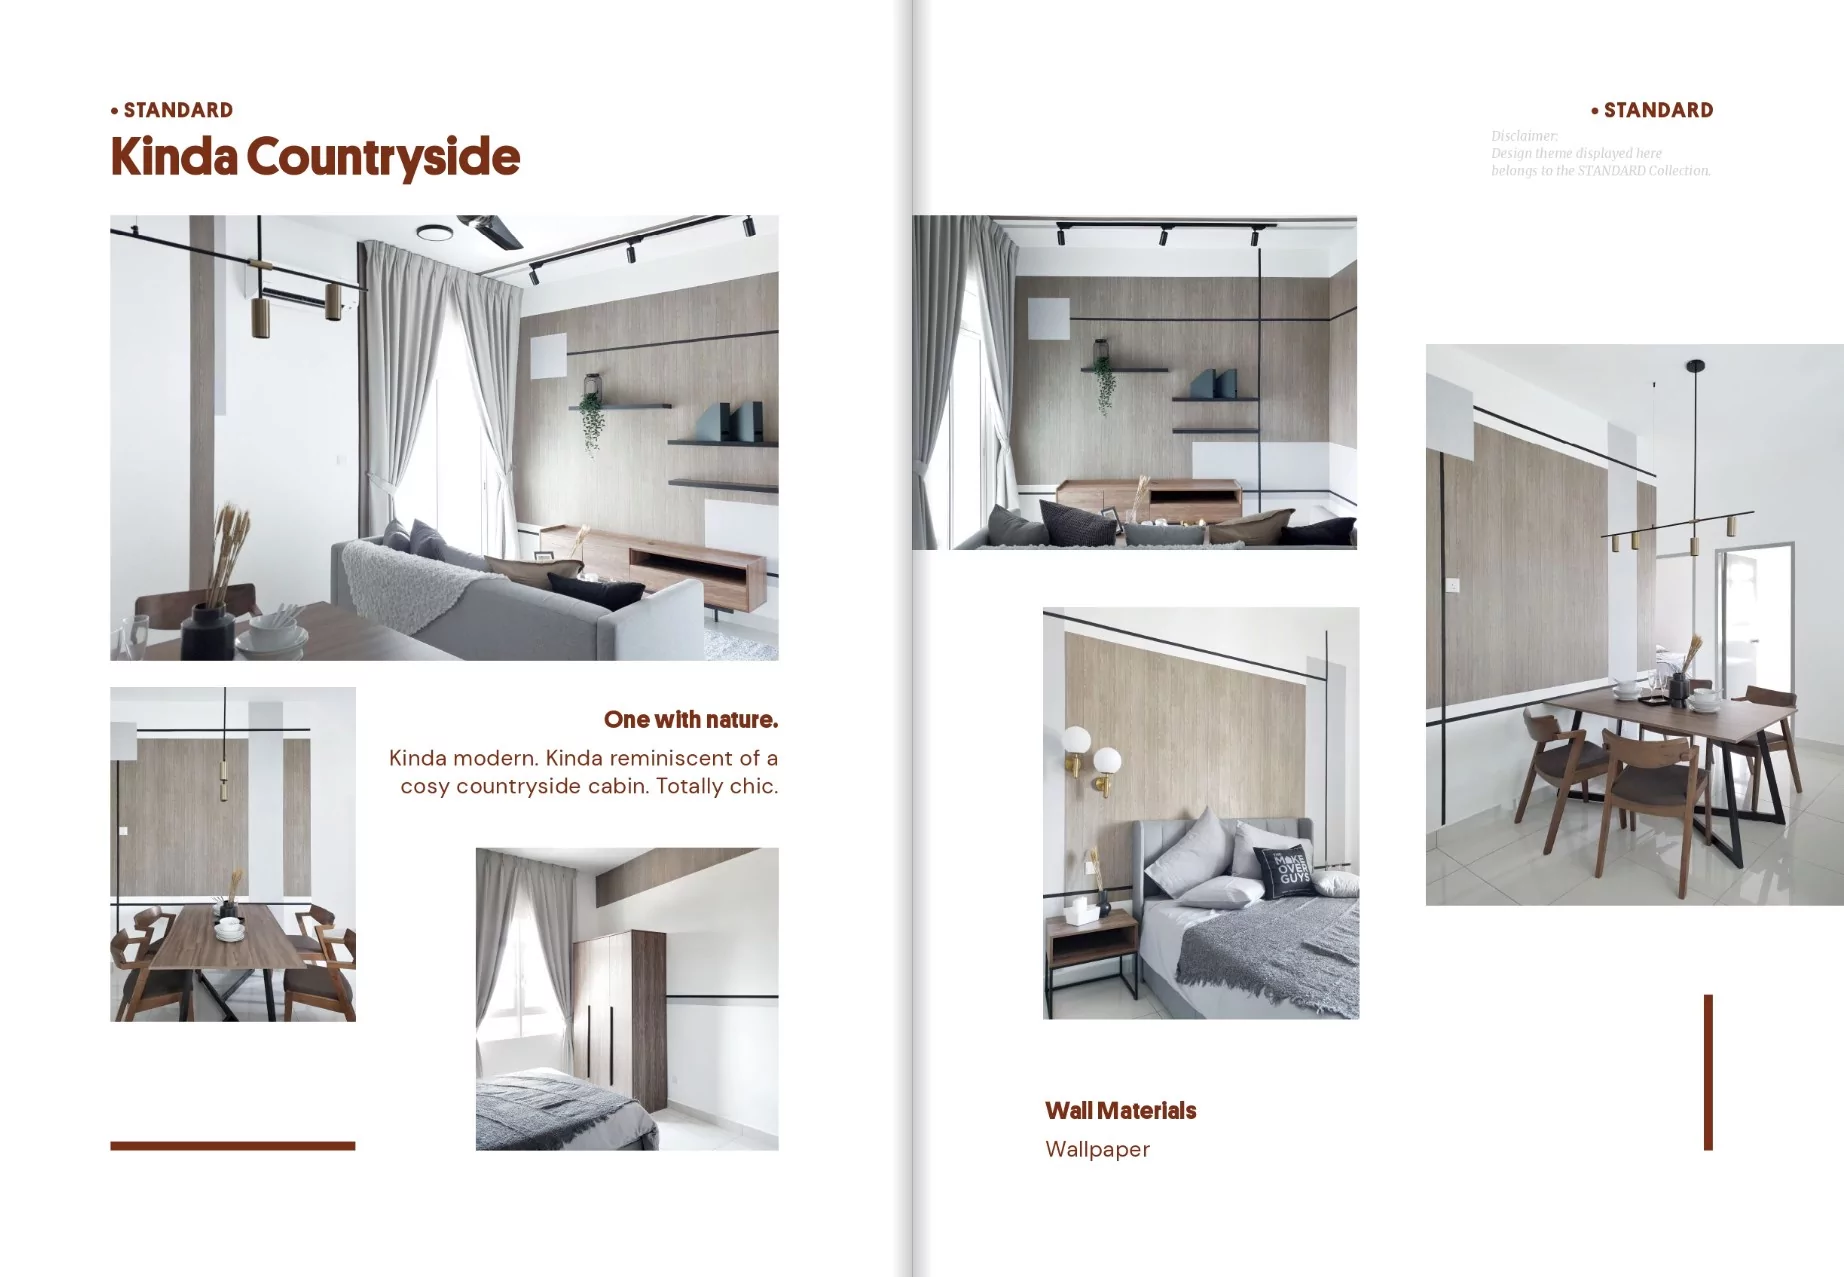 • STANDARD
Kinda Countryside
One with nature.
Kinda modern. Kinda reminiscent of a
cosy countryside cabin. Totally chic.
• STANDARD
Disclaimer:
Design theme displayed here
belongs to the STANDARD Collection.
THE
MAKE
OVER
GUYS
Wall Materials
Wallpaper